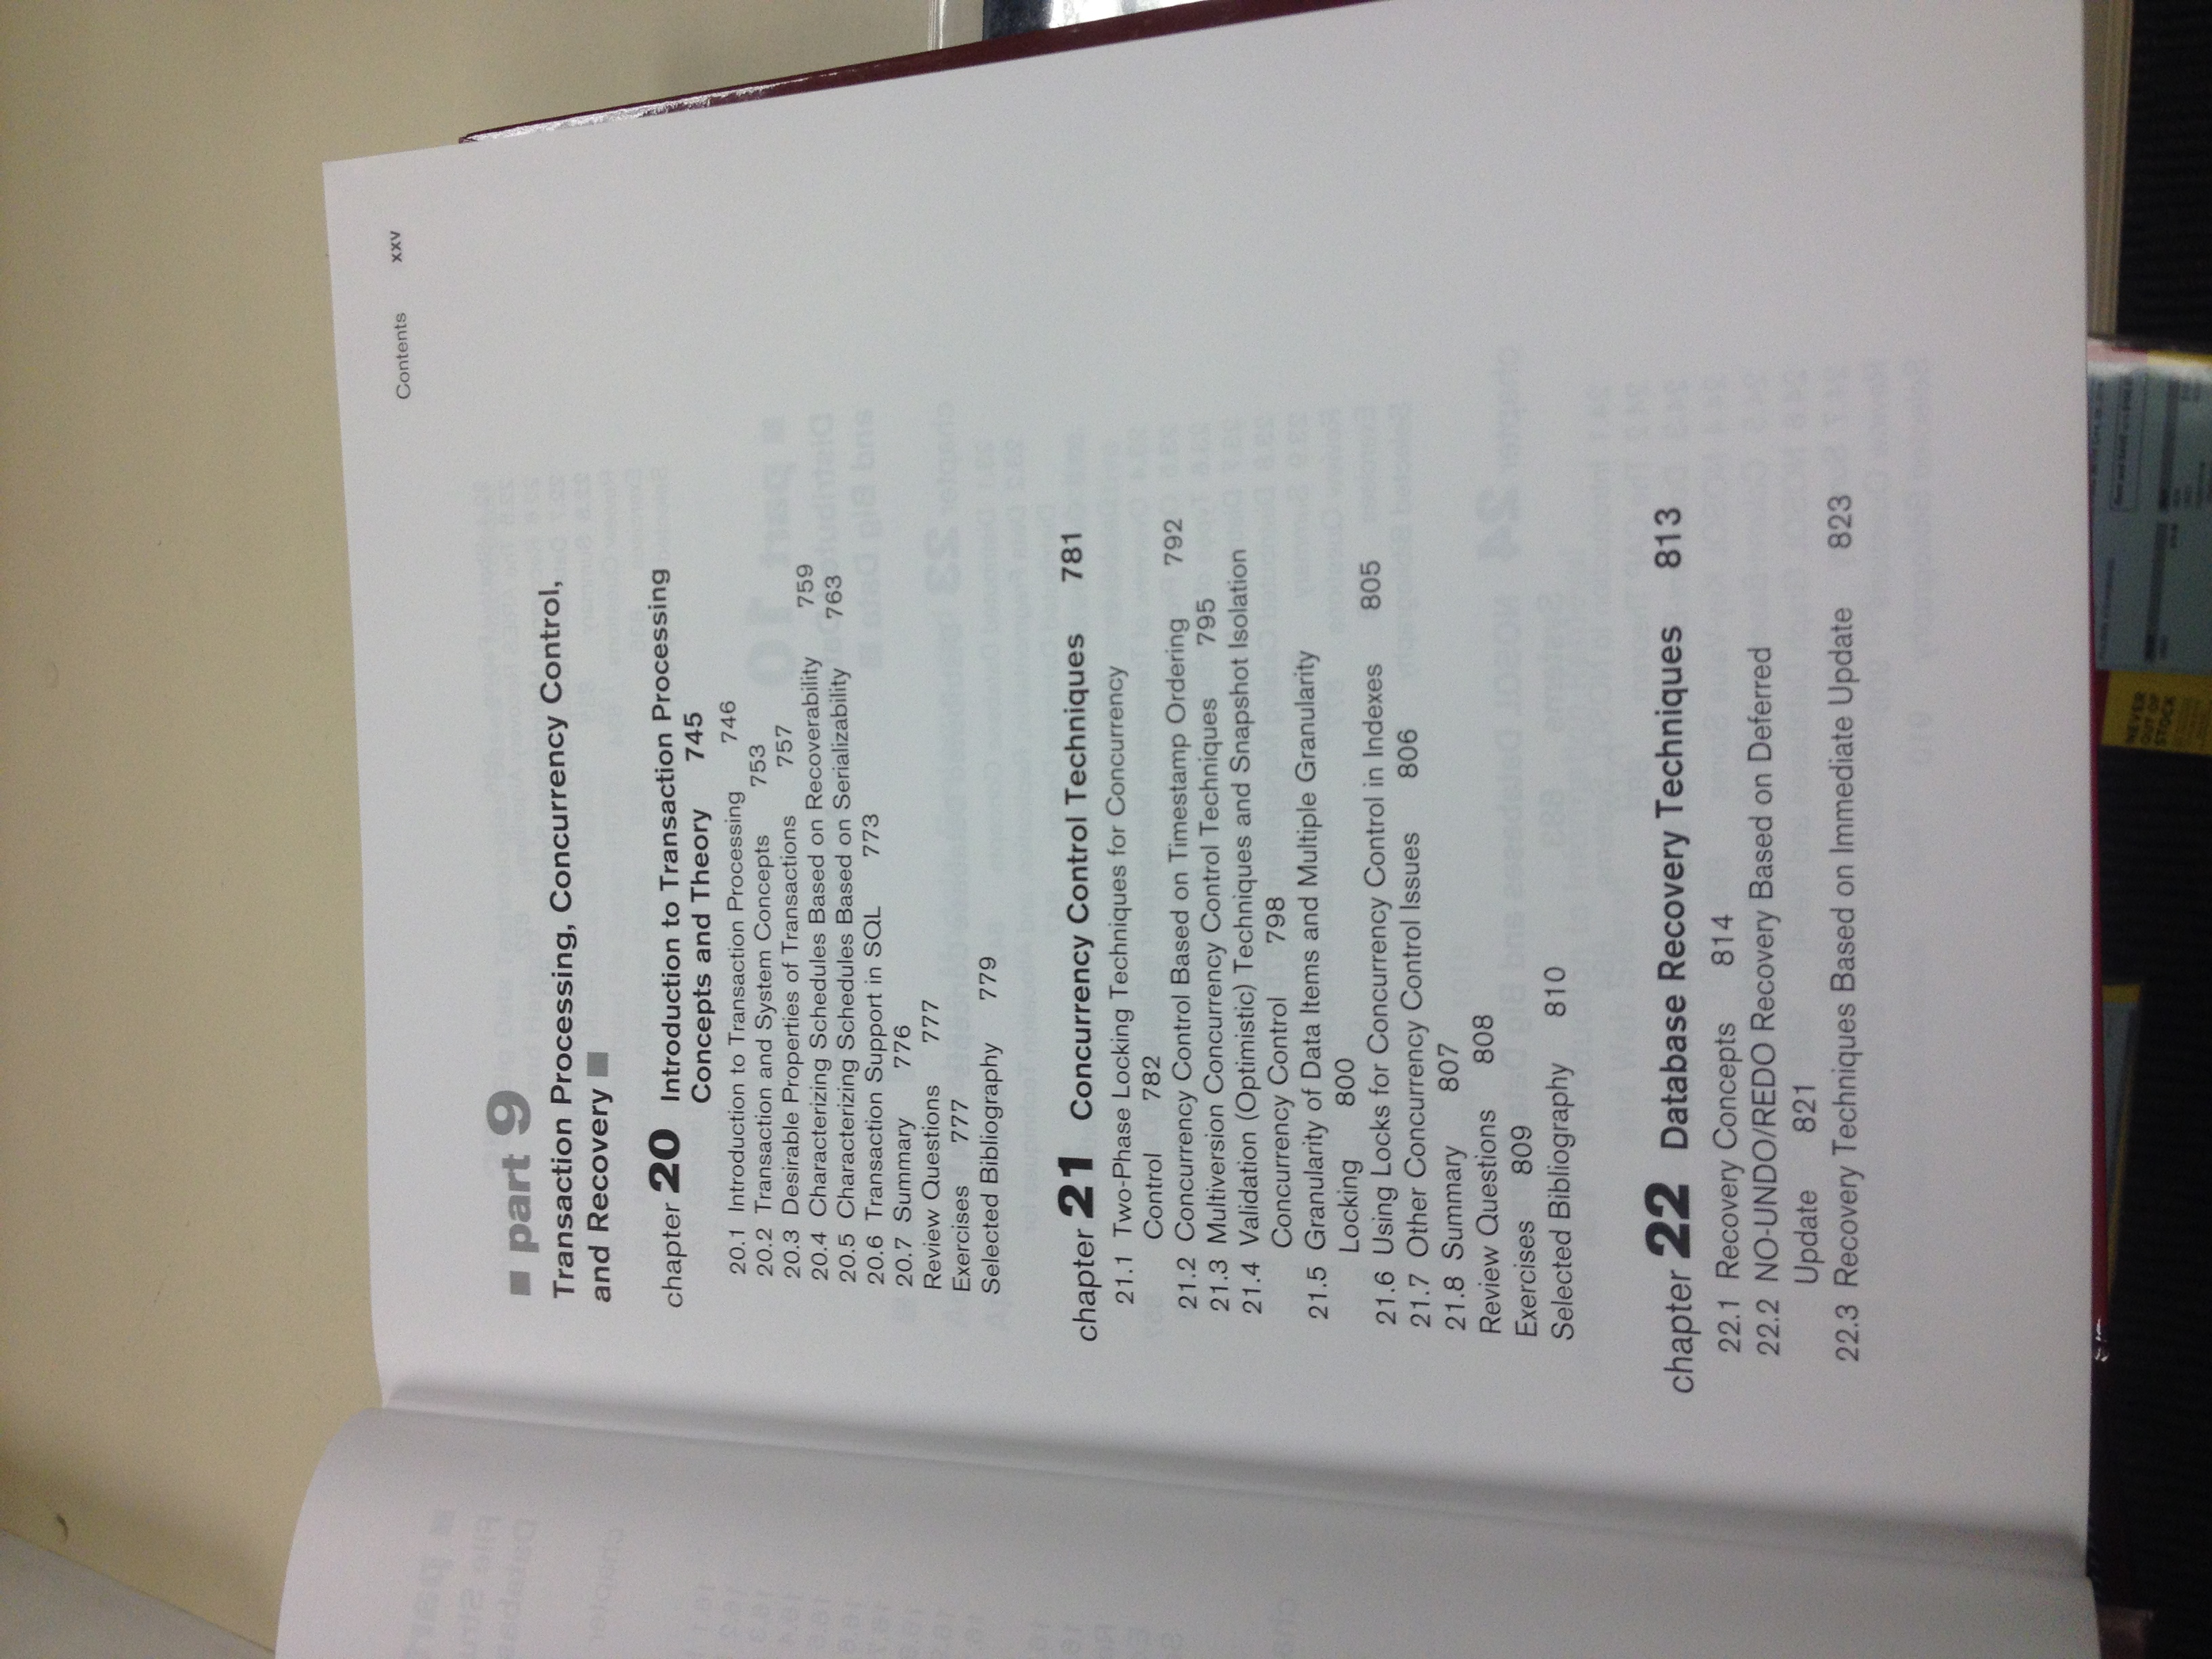 Contents xxv
part 9
Transaction Processing, Concurrency Control,
and Recovery
chapter 20 Introduction to Transaction Processing
Concepts and Theory 745
20.1 Introduction to Transaction Processing 746
20.2 Transaction and System Concepts 753
20.3 Desirable Properties of Transactions 757
20.4 Characterizing Schedules Based on Recoverability 759
20.5 Characterizing Schedules Based on Serializability 763
20.6 Transaction Support in SQL 773
20.7 Summary 776
Review Questions 777
Exercises 777
Selected Bibliography 779
chapter 21 Concurrency Control Techniques 781
21.1 Two-Phase Locking Techniques for Concurrency
Control 782
21.2 Concurrency Control Based on Timestamp Ordering 792
21.3 Multiversion Concurrency Control Techniques 795
21.4 Validation (Optimistic) Techniques and Snapshot Isolation
Concurrency Control 798
21.5 Granularity of Data Items and Multiple Granularity
Locking 800
21.6 Using Locks for Concurrency Control in Indexes 805
21.7 Other Concurrency Control Issues 806
21.8 Summary 807
Review Questions 808
Exercises 809
Selected Bibliography 810
chapter 22 Database Recovery Techniques 813
22.1 Recovery Concepts 814
22.2 NO-UNDO/REDO Recovery Based on Deferred
Update 821
22.3 Recovery Techniques Based on Immediate Update 823
NEVER
OUT OF
STOCK